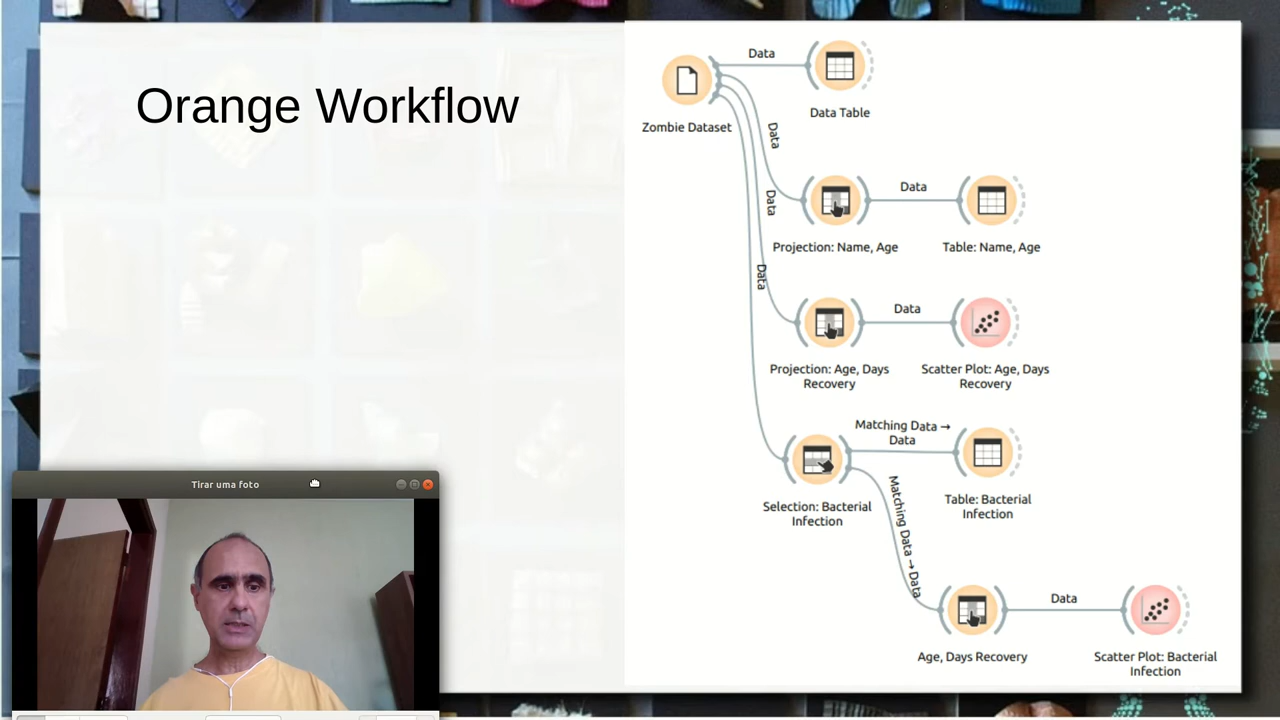 Orange Workflow
Data
Zombie Dataset
Data Table
Data
Data
Projection: Name, Age
Table: Name, Age
Data
Data
Data
Projection: Age, Days
Recovery
Scatter Plot: Age, Days
Recovery
Matching Data →
Data
Selection: Bacterial
Infection
Table: Bacterial
Infection
Matching Data → Data
Data
Age, Days Recovery
Scatter Plot: Bacterial
Infection
Tirar uma foto